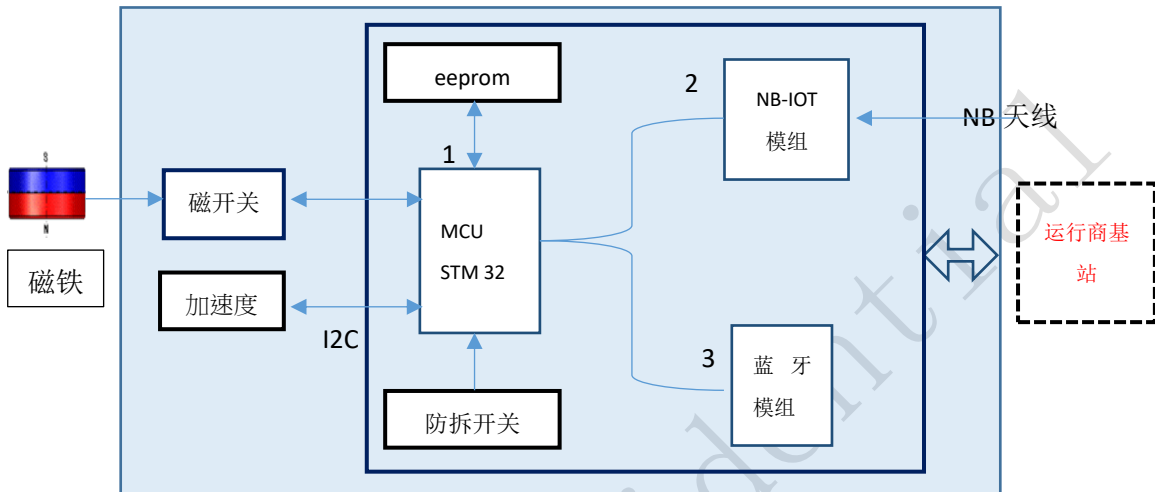 eeprom
2
NB-IOT
模组
NB 天线
1
S
N
磁铁
磁开关
MCU
STM 32
运行商基
站
加速度
I2C
3
蓝 牙
模组
防拆开关
dential